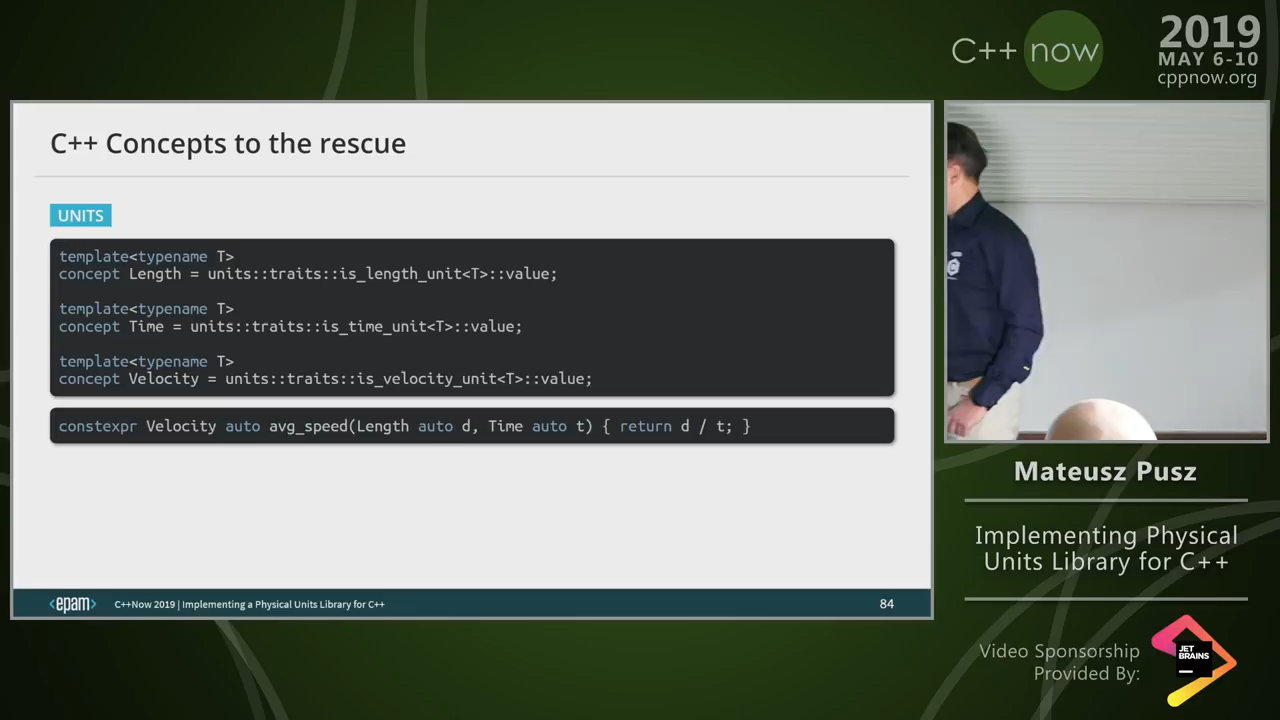 C++ now
2019
MAY 6-10
cppnow.org
C++ Concepts to the rescue
UNITS
template<typename T>
concept Length = units::traits::is_length_unit<T>::value;
template<typename T>
concept Time = units::traits::is_time_unit<T>::value;
template<typename T>
concept Velocity = units::traits::is_velocity_unit<T>::value;
constexpr Velocity auto avg_speed(Length auto d, Time auto t) { return d / t; }
<epam>
C++Now 2019 | Implementing a Physical Units Library for C++
84
Mateusz Pusz
Implementing Physical
Units Library for C++
Video Sponsorship
Provided By:
JET
BRAINS